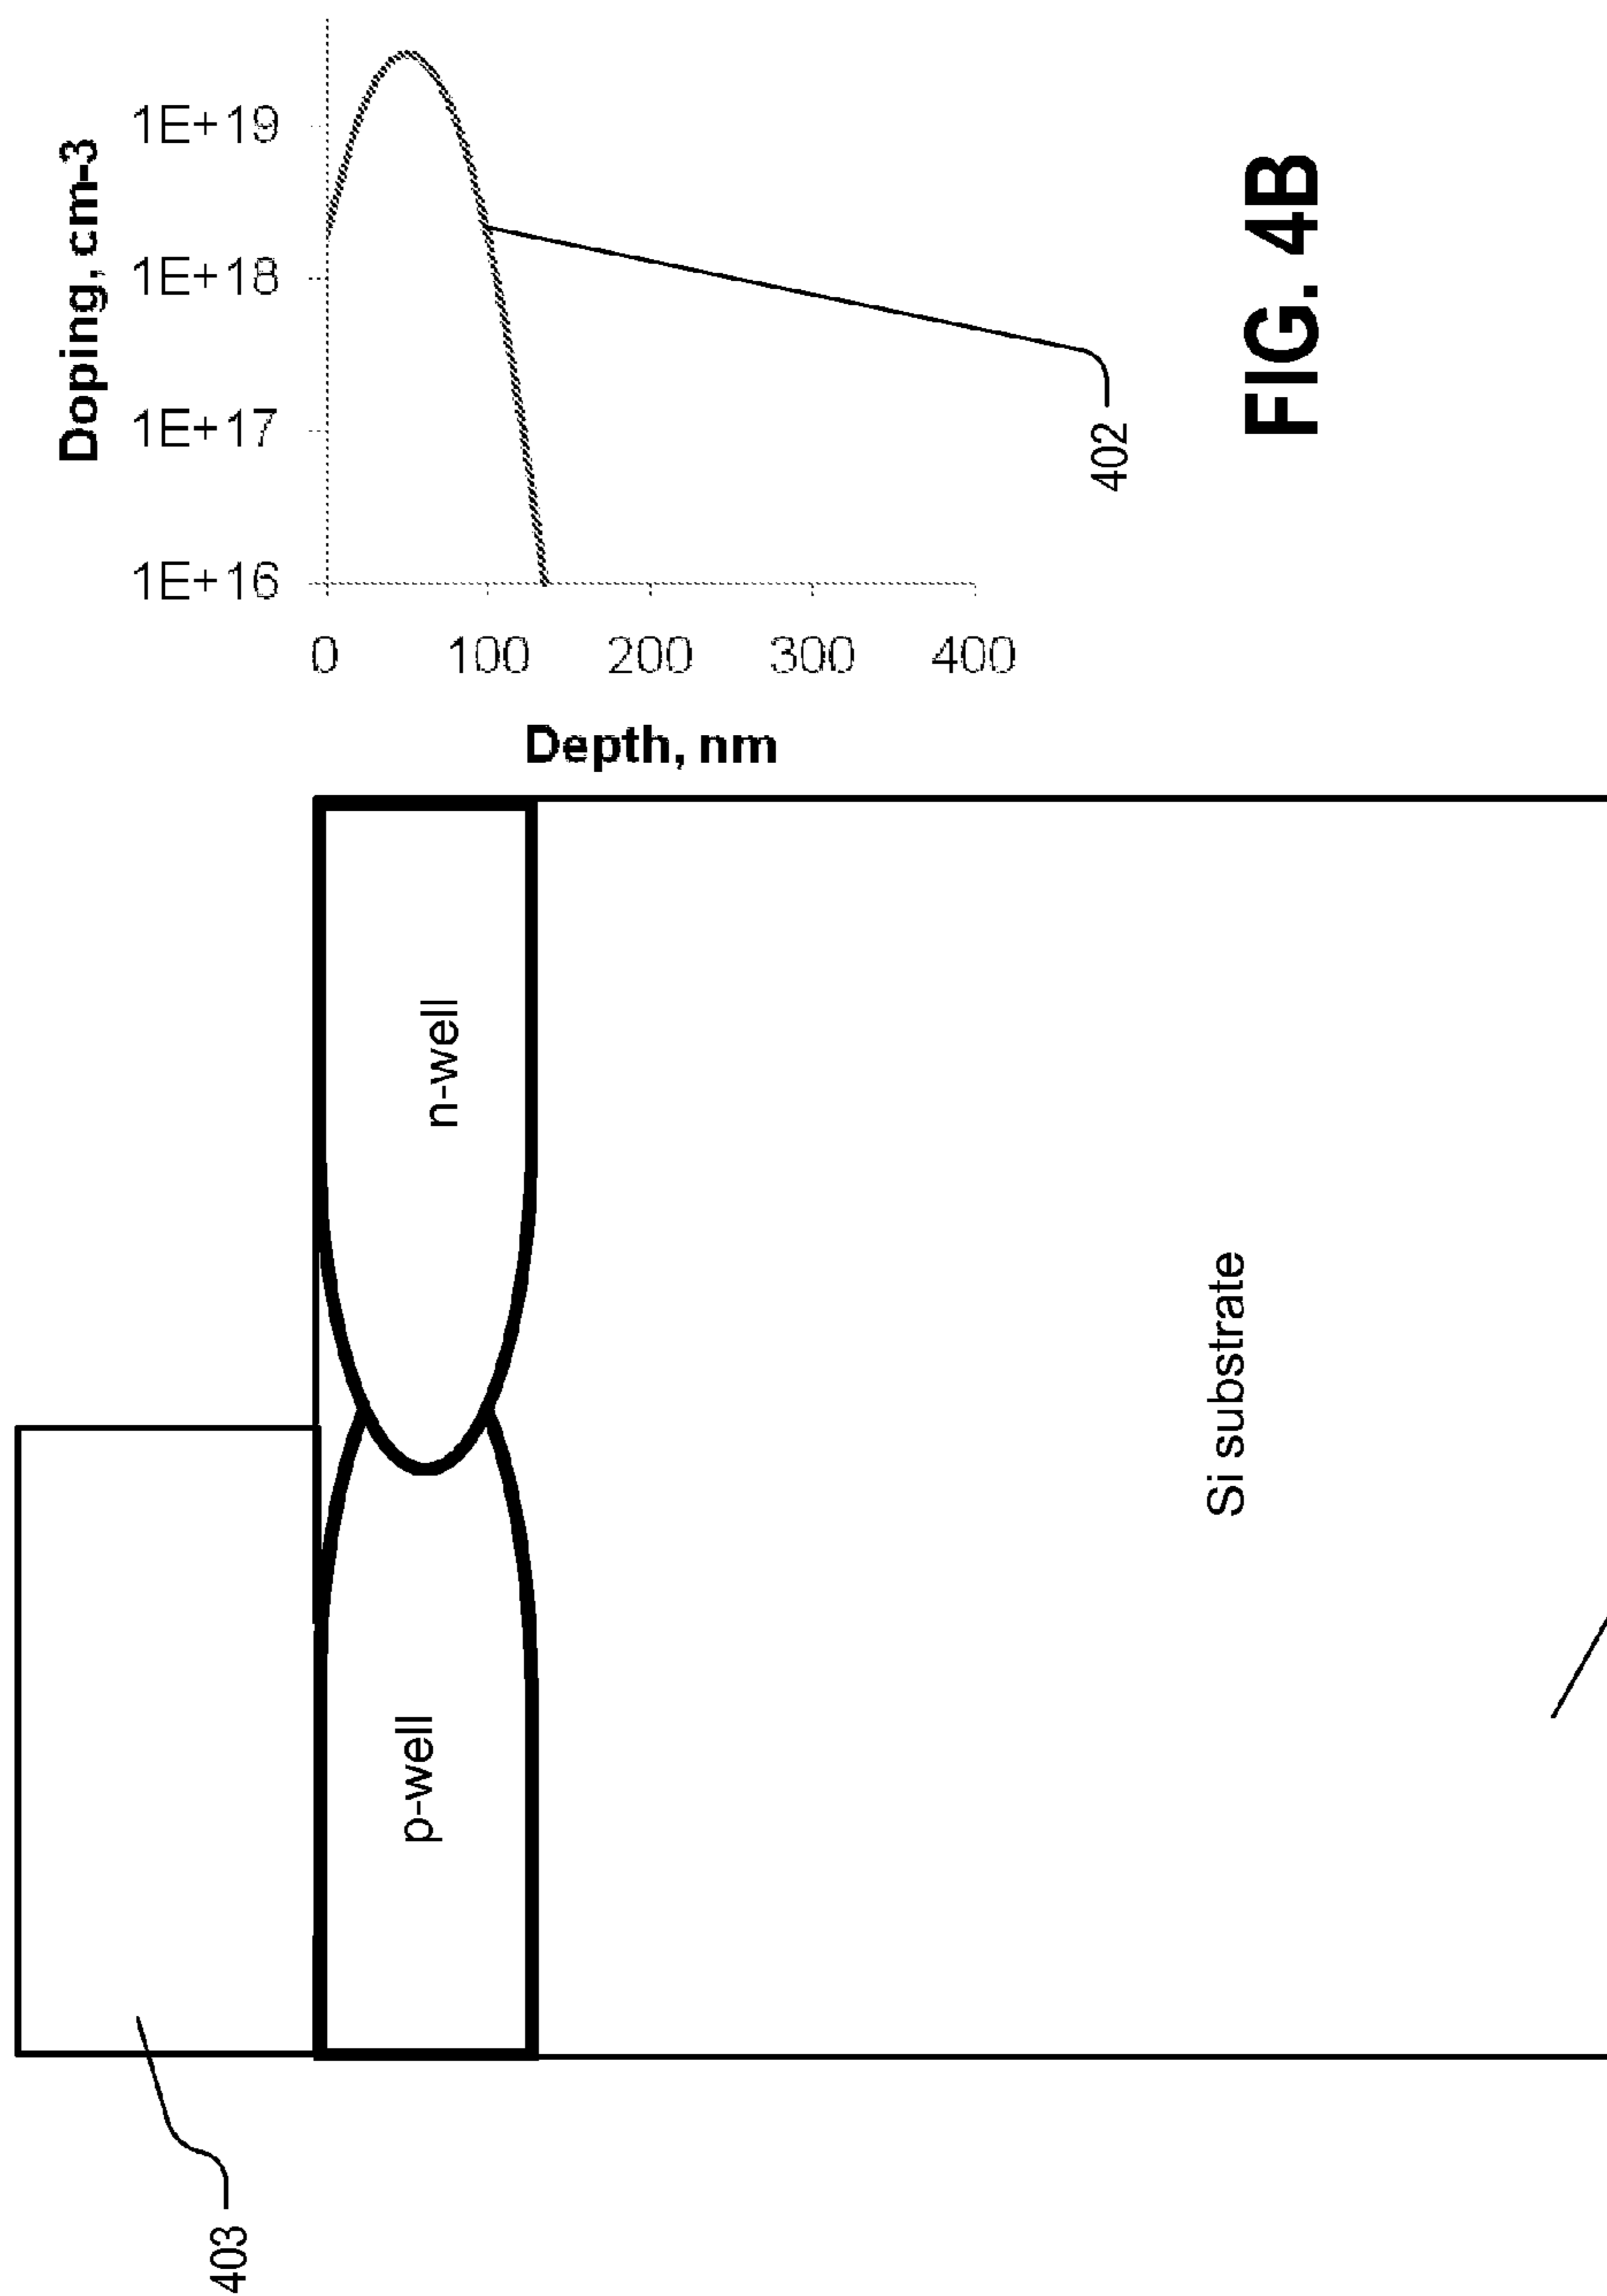 Doping, cm-3
1E+16
1E+17
1E+18
1E+19
0
100
200
300
400
Depth, nm
402
FIG. 4B
403
p-well
n-well
Si substrate